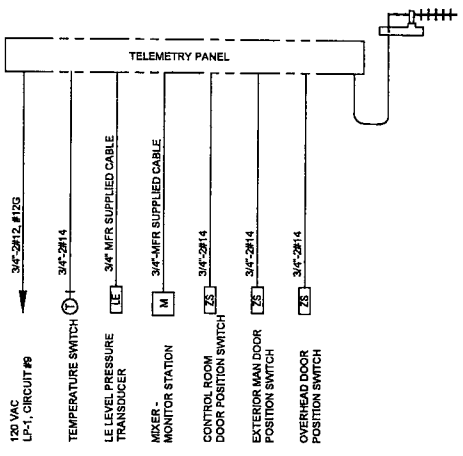 TELEMETRY PANEL
3/4"-2#12, #12G
3/4"-2#14
3/4" MFR SUPPLIED CABLE
3/4"-MFR SUPPLIED CABLE
3/4"-2#14
3/4"-2#14
3/4"-2#14
T
LE
M
ZS
ZS
ZS
120 VAC
LP-1, CIRCUIT #9
TEMPERATURE SWITCH
LE LEVEL PRESSURE
TRANSDUCER
MIXER -
MONITOR STATION
CONTROL ROOM
DOOR POSITION SWITCH
EXTERIOR MAN DOOR
POSITION SWITCH
OVERHEAD DOOR
POSITION SWITCH